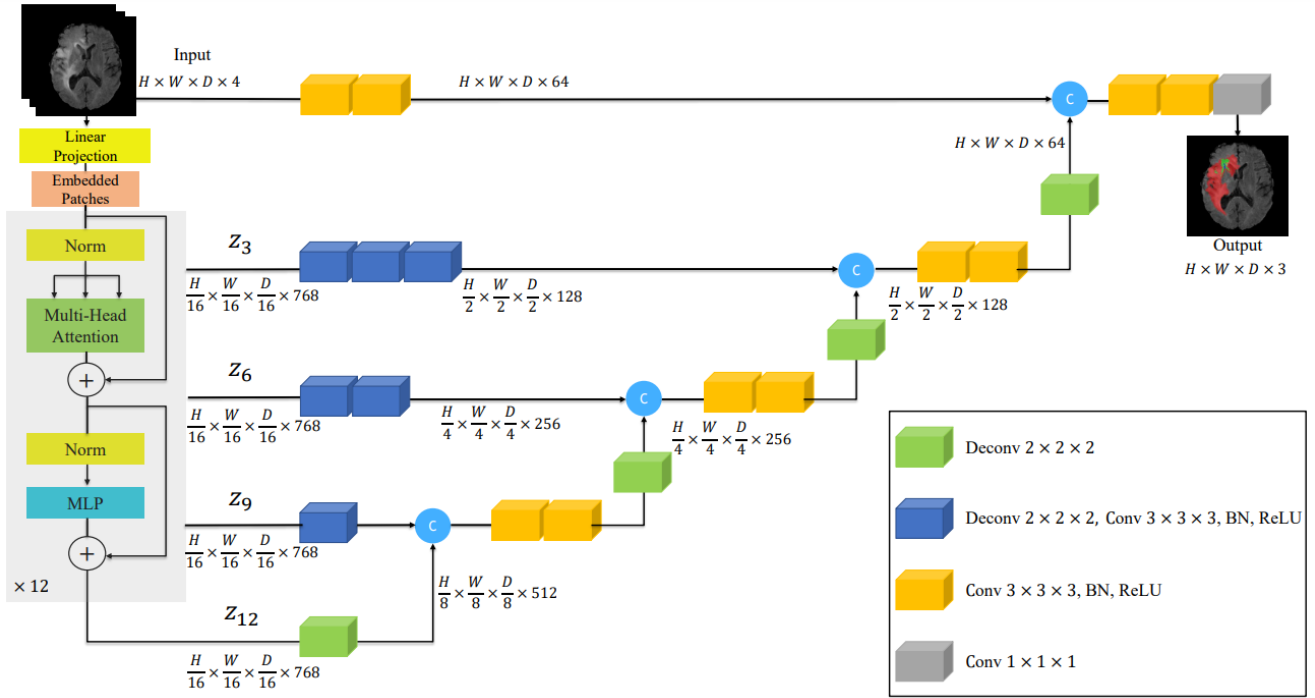 Input
H × W × D × 4
H × W × D × 64
C
Linear
Projection
Embedded
Patches
H × W × D × 64
Output
H × W × D × 3
Norm
Multi-Head
Attention
+
Norm
MLP
+
× 12
z3
H/16 × W/16 × D/16 × 768
H/2 × W/2 × D/2 × 128
C
H/2 × W/2 × D/2 × 128
z6
H/16 × W/16 × D/16 × 768
H/4 × W/4 × D/4 × 256
C
H/4 × W/4 × D/4 × 256
z9
H/16 × W/16 × D/16 × 768
C
H/8 × W/8 × D/8 × 512
z12
H/16 × W/16 × D/16 × 768
Deconv 2 × 2 × 2
Deconv 2 × 2 × 2, Conv 3 × 3 × 3, BN, ReLU
Conv 3 × 3 × 3, BN, ReLU
Conv 1 × 1 × 1